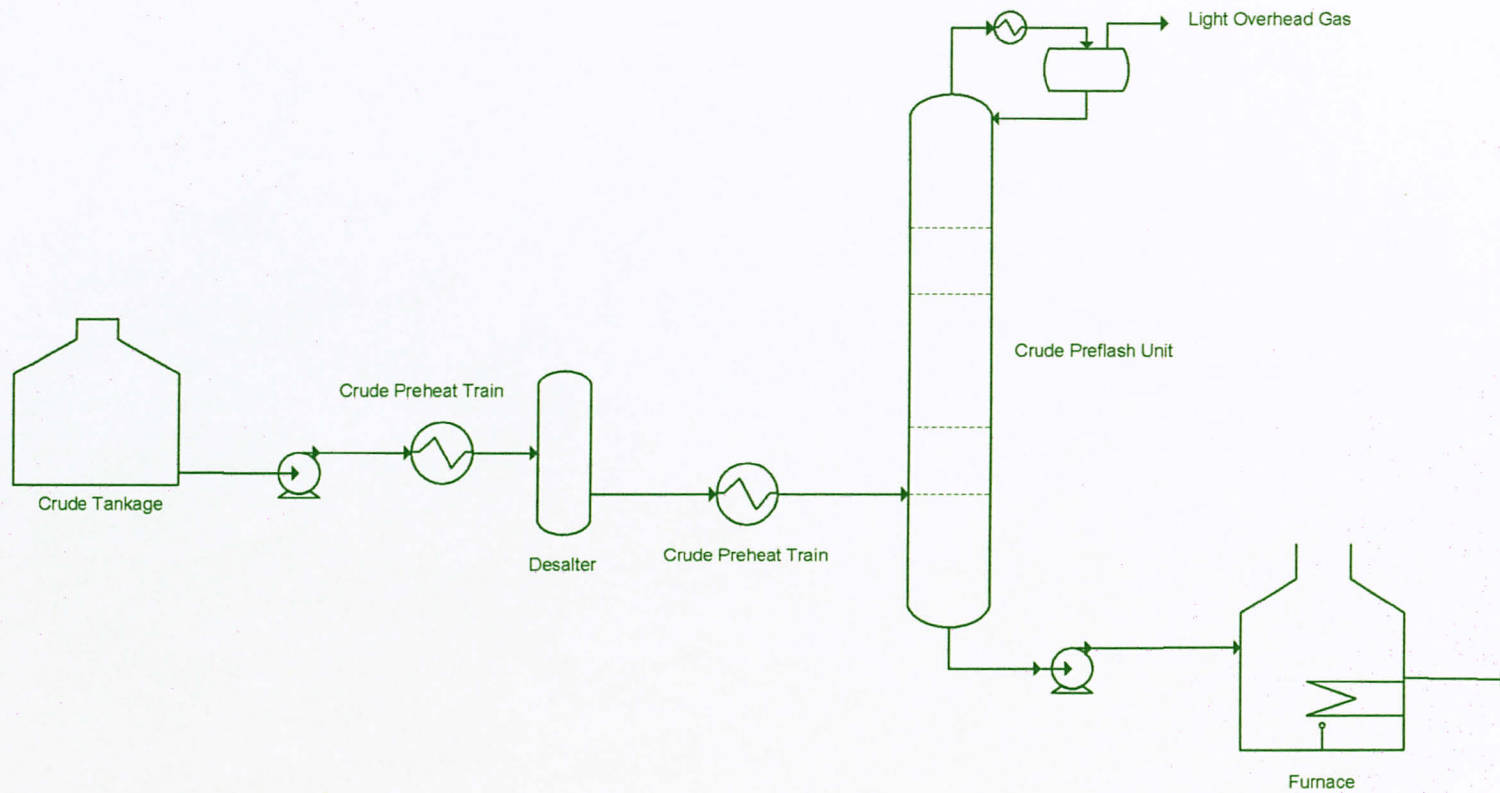 Light Overhead Gas
Crude Preflash Unit
Crude Preheat Train
Crude Tankage
Desalter
Crude Preheat Train
Furnace